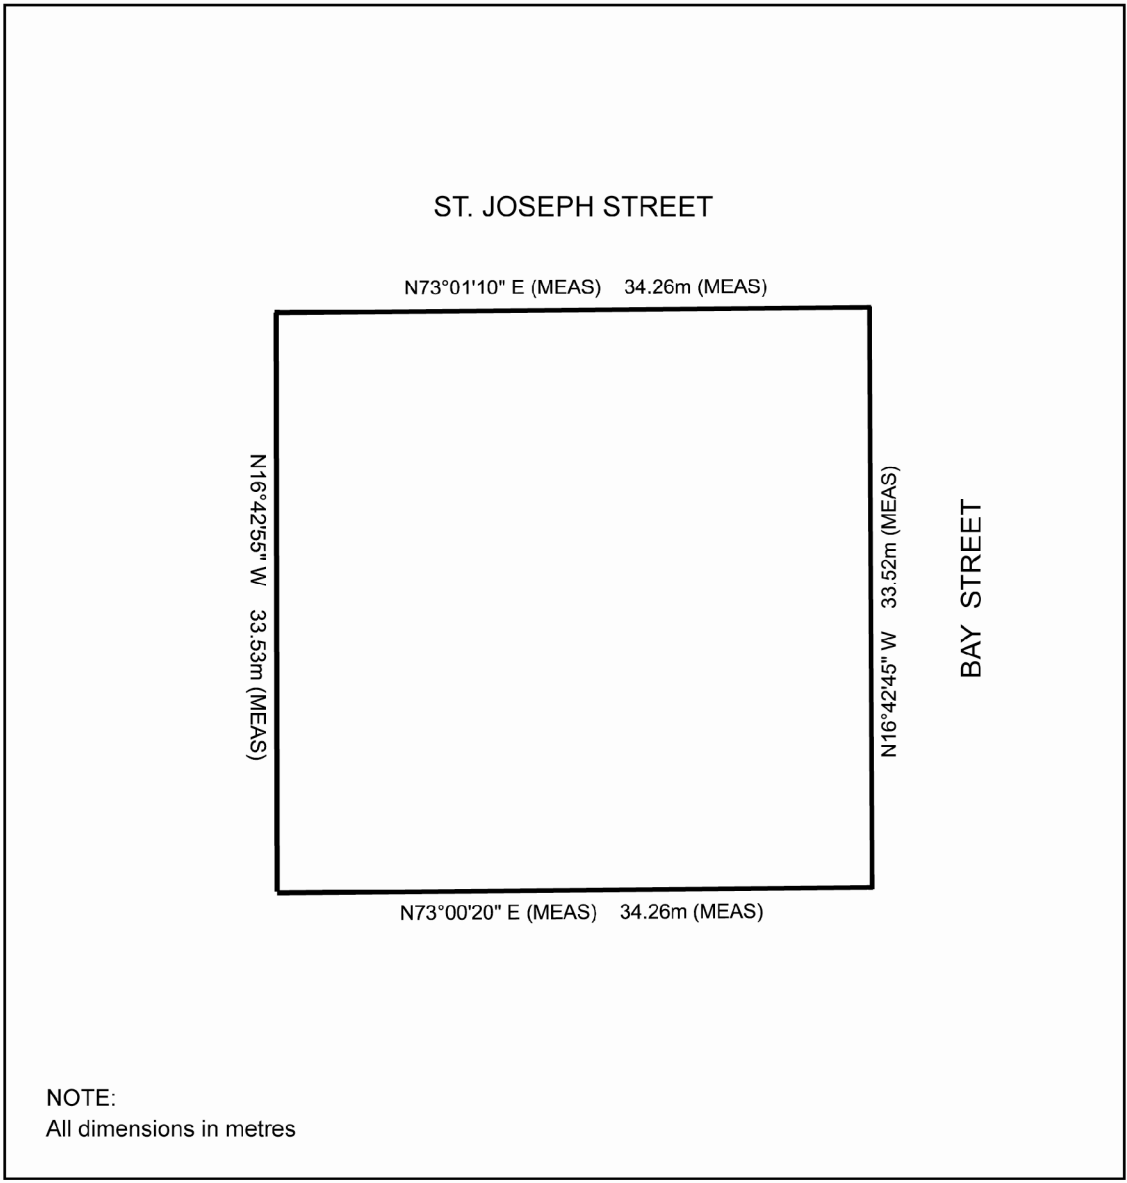 ST. JOSEPH STREET
N73°01'10" E (MEAS) 34.26m (MEAS)
N16°42'55" W 33.53m (MEAS)
N16°42'45" W 33.52m (MEAS)
BAY STREET
N73°00'20" E (MEAS) 34.26m (MEAS)
NOTE:
All dimensions in metres